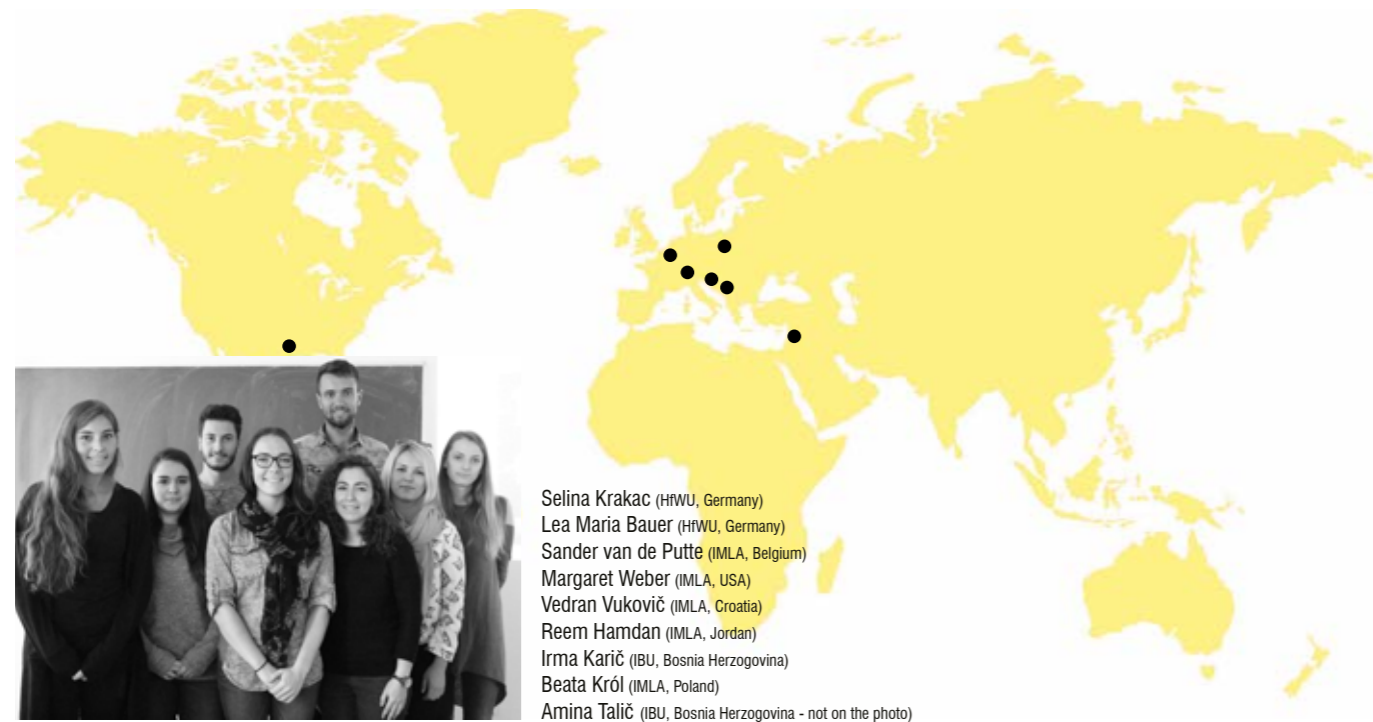 Selina Krakac (HfWU, Germany)
Lea Maria Bauer (HfWU, Germany)
Sander van de Putte (IMLA, Belgium)
Margaret Weber (IMLA, USA)
Vedran Vukovič (IMLA, Croatia)
Reem Hamdan (IMLA, Jordan)
Irma Karič (IBU, Bosnia Herzogovina)
Beata Król (IMLA, Poland)
Amina Talič (IBU, Bosnia Herzogovina - not on the photo)